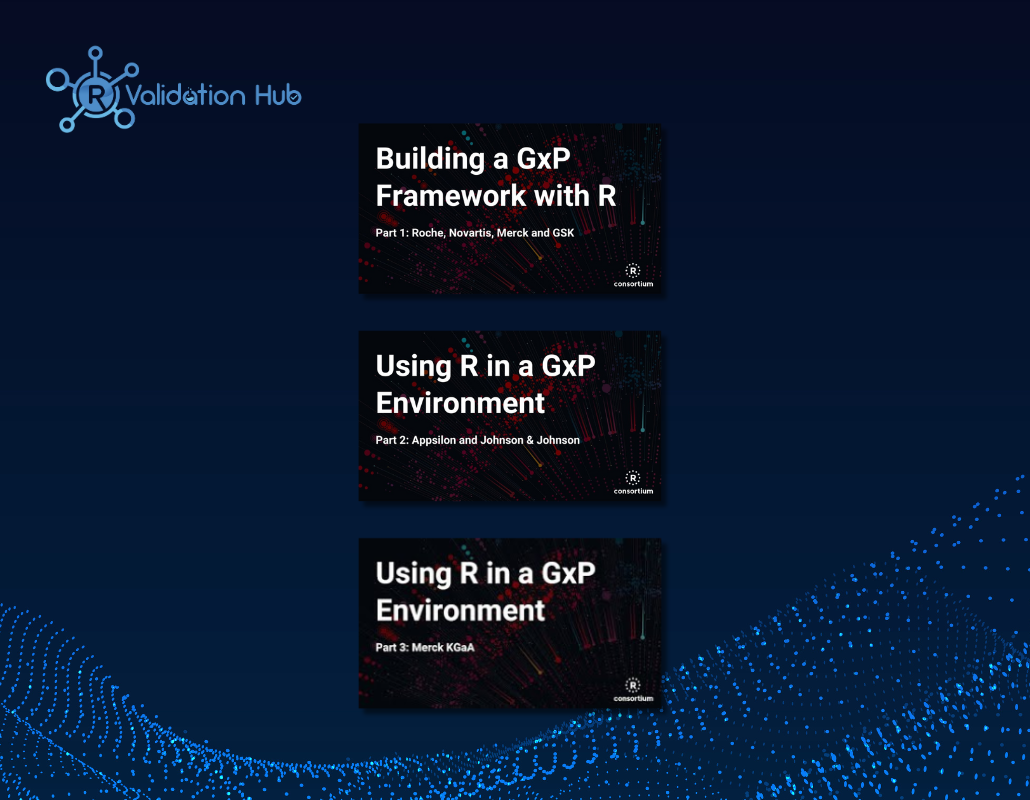 R Validation Hub
Building a GxP
Framework with R
Part 1: Roche, Novartis, Merck and GSK
R
consortium
Using R in a GxP
Environment
Part 2: Appsilon and Johnson & Johnson
R
consortium
Using R in a GxP
Environment
Part 3: Merck KGaA
R
consortium